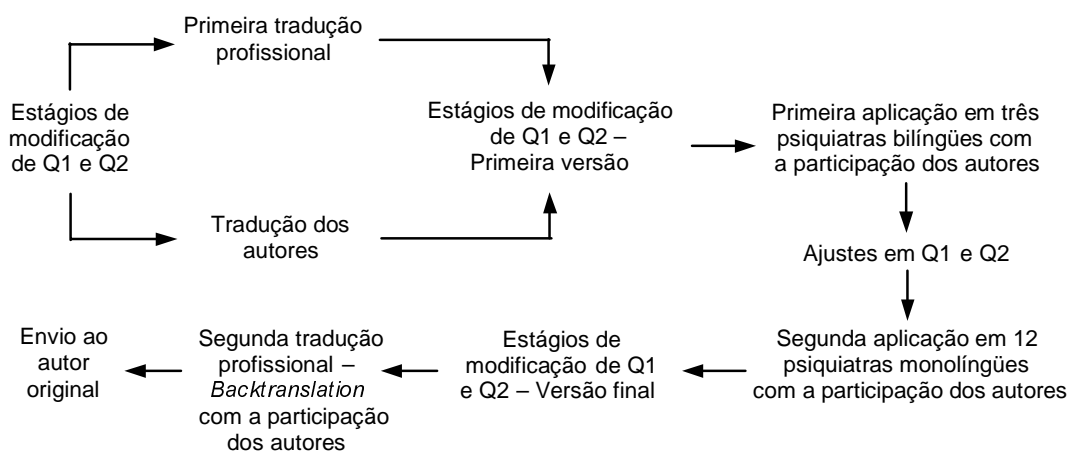 Primeira tradução
profissional
Estágios de
modificação
de Q1 e Q2
Tradução dos
autores
Estágios de modificação
de Q1 e Q2 –
Primeira versão
Primeira aplicação em três
psiquiatras bilíngües com
a participação dos autores
Ajustes em Q1 e Q2
Segunda aplicação em 12
psiquiatras monolíngües
com a participação dos autores
Estágios de
modificação de Q1
e Q2 – Versão final
Segunda tradução
profissional –
Backtranslation
com a participação
dos autores
Envio ao
autor
original